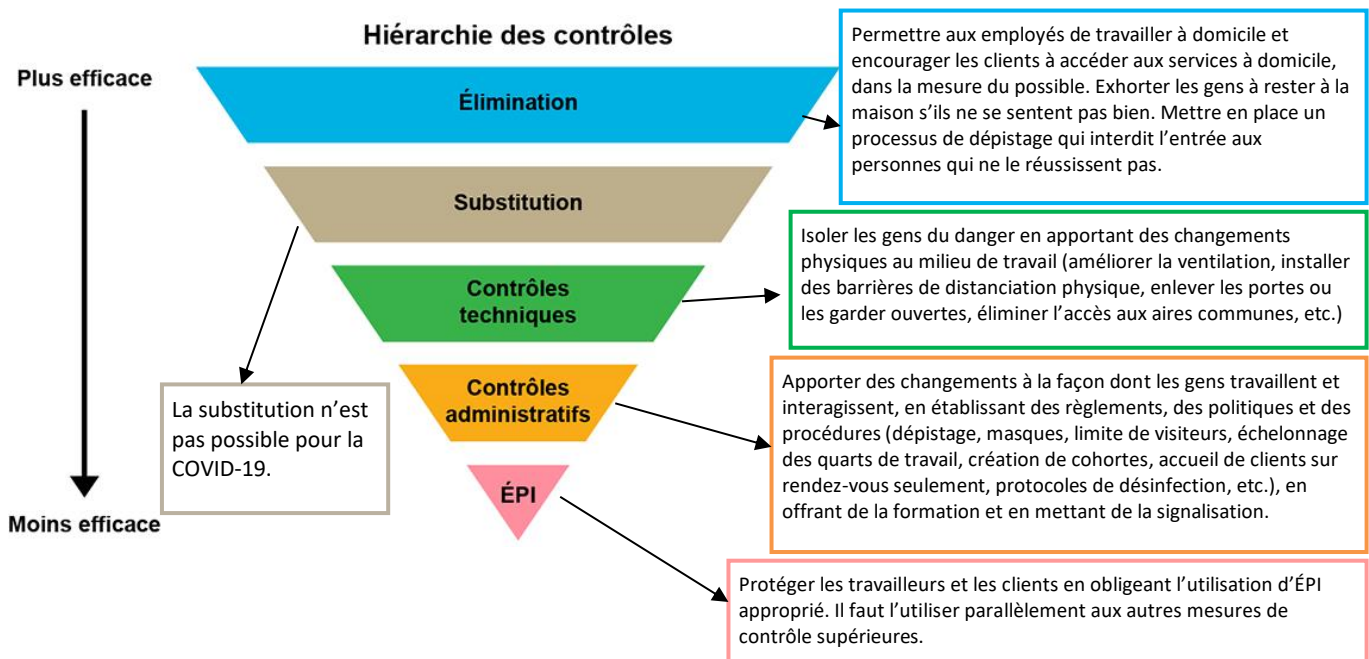 Hiérarchie des contrôles
Plus efficace
Moins efficace
Élimination
Permettre aux employés de travailler à domicile et
encourager les clients à accéder aux services à domicile,
dans la mesure du possible. Exhorter les gens à rester à la
maison s’ils ne se sentent pas bien. Mettre en place un
processus de dépistage qui interdit l’entrée aux
personnes qui ne le réussissent pas.
Substitution
La substitution n’est
pas possible pour la
COVID-19.
Contrôles
techniques
Isoler les gens du danger en apportant des changements
physiques au milieu de travail (améliorer la ventilation, installer
des barrières de distanciation physique, enlever les portes ou
les garder ouvertes, éliminer l’accès aux aires communes, etc.)
Contrôles
administratifs
Apporter des changements à la façon dont les gens travaillent et
interagissent, en établissant des règlements, des politiques et des
procédures (dépistage, masques, limite de visiteurs, échelonnage
des quarts de travail, création de cohortes, accueil de clients sur
rendez-vous seulement, protocoles de désinfection, etc.), en
offrant de la formation et en mettant de la signalisation.
ÉPI
Protéger les travailleurs et les clients en obligeant l’utilisation d’ÉPI
approprié. Il faut l’utiliser parallèlement aux autres mesures de
contrôle supérieures.